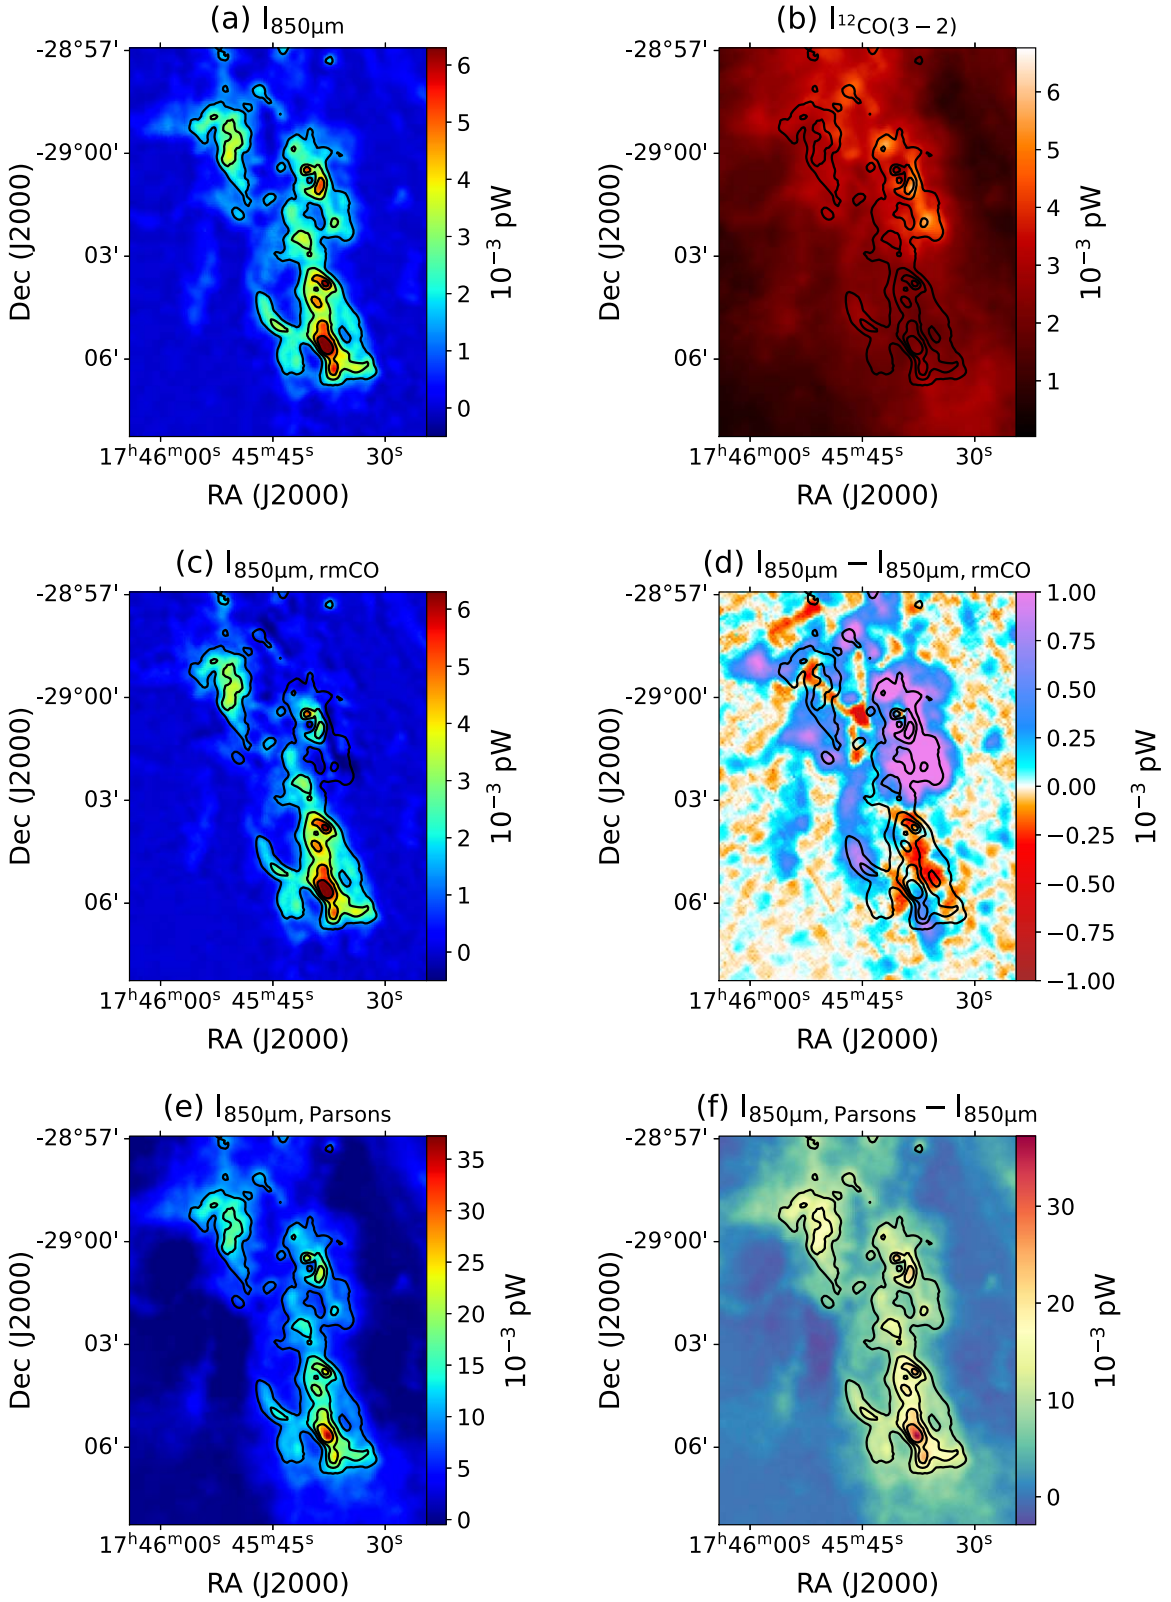 (a) I850μm
(b) I12CO(3 − 2)
-28°57'
-29°00'
03'
06'
Dec (J2000)
17h46m00s 45m45s 30s
RA (J2000)
6
5
4
3
2
1
0
10−3 pW
-28°57'
-29°00'
03'
06'
Dec (J2000)
17h46m00s 45m45s 30s
RA (J2000)
6
5
4
3
2
1
10−3 pW
(c) I850μm, rmCO
(d) I850μm − I850μm, rmCO
-28°57'
-29°00'
03'
06'
Dec (J2000)
17h46m00s 45m45s 30s
RA (J2000)
6
5
4
3
2
1
0
10−3 pW
-28°57'
-29°00'
03'
06'
Dec (J2000)
17h46m00s 45m45s 30s
RA (J2000)
1.00
0.75
0.50
0.25
0.00
−0.25
−0.50
−0.75
−1.00
10−3 pW
(e) I850μm, Parsons
(f) I850μm, Parsons − I850μm
-28°57'
-29°00'
03'
06'
Dec (J2000)
17h46m00s 45m45s 30s
RA (J2000)
35
30
25
20
15
10
5
0
10−3 pW
-28°57'
-29°00'
03'
06'
Dec (J2000)
17h46m00s 45m45s 30s
RA (J2000)
30
20
10
0
10−3 pW